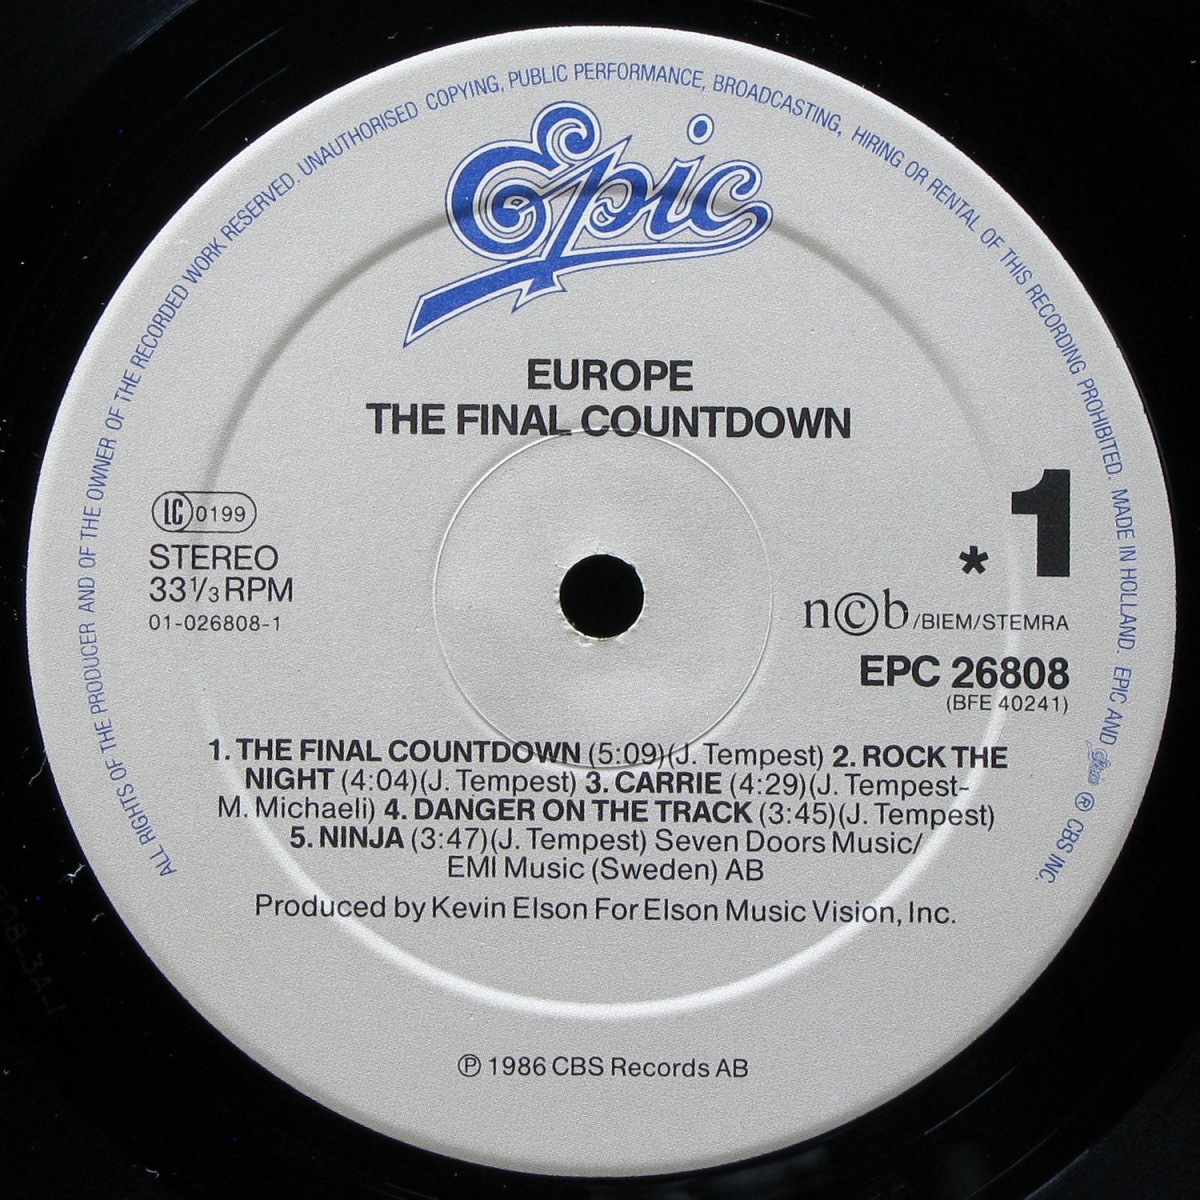 ALL RIGHTS OF THE PRODUCER AND OF THE OWNER OF THE RECORDED WORK RESERVED. UNAUTHORISED COPYING, PUBLIC PERFORMANCE, BROADCASTING, HIRING OR RENTAL OF THIS RECORDING PROHIBITED. MADE IN HOLLAND. EPIC AND Epic ® CBS INC.
Epic
EUROPE
THE FINAL COUNTDOWN
LC 0199
STEREO
33⅓ RPM
01-026808-1
* 1
n©b/BIEM/STEMRA
EPC 26808
(BFE 40241)
1. THE FINAL COUNTDOWN (5:09)(J. Tempest) 2. ROCK THE
NIGHT (4:04)(J. Tempest) 3. CARRIE (4:29)(J. Tempest-
M. Michaeli) 4. DANGER ON THE TRACK (3:45)(J. Tempest)
5. NINJA (3:47)(J. Tempest) Seven Doors Music/
EMI Music (Sweden) AB
Produced by Kevin Elson For Elson Music Vision, Inc.
℗ 1986 CBS Records AB